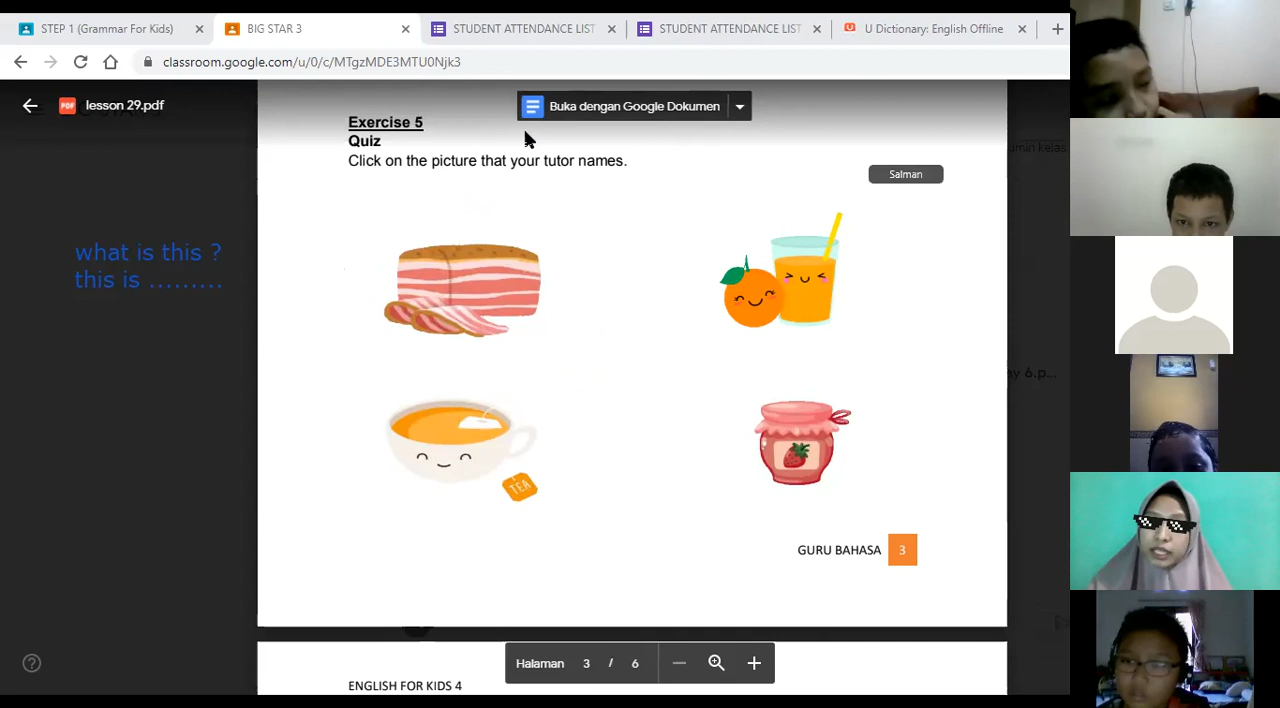 STEP 1 (Grammar For Kids)
BIG STAR 3
STUDENT ATTENDANCE LIST
STUDENT ATTENDANCE LIST
U Dictionary: English Offline
classroom.google.com/u/0/c/MTgzMDE3MTU0Njk3
PDF
lesson 29.pdf
Buka dengan Google Dokumen
Exercise 5
Quiz
Click on the picture that your tutor names.
Salman
what is this ?
this is .........
TEA
GURU BAHASA 3
Halaman 3 / 6
ENGLISH FOR KIDS 4